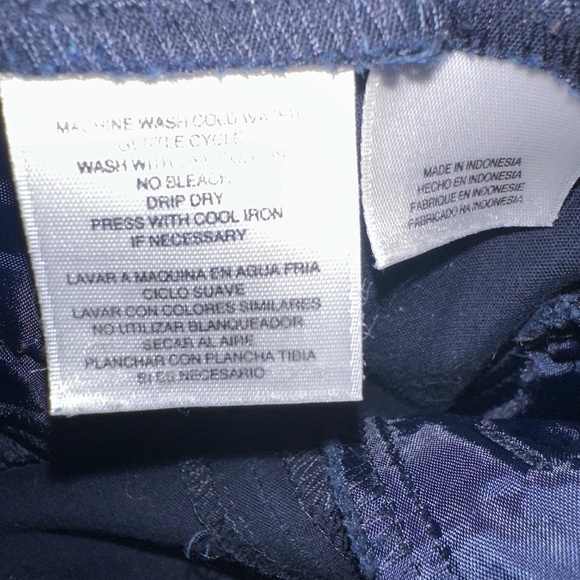 MACHINE WASH COLD WATER
GENTLE CYCLE
WASH WITH
NO BLEACH
DRIP DRY
PRESS WITH COOL IRON
IF NECESSARY
LAVAR A MAQUINA EN AGUA FRIA
CICLO SUAVE
LAVAR CON COLORES SIMILARES
NO UTILIZAR BLANQUEADOR
SECAR AL AIRE
PLANCHAR CON PLANCHA TIBIA
SI ES NECESARIO
MADE IN INDONESIA
HECHO EN INDONESIA
FABRIQUE EN INDONESIE
FABRICADO NA INDONESIA